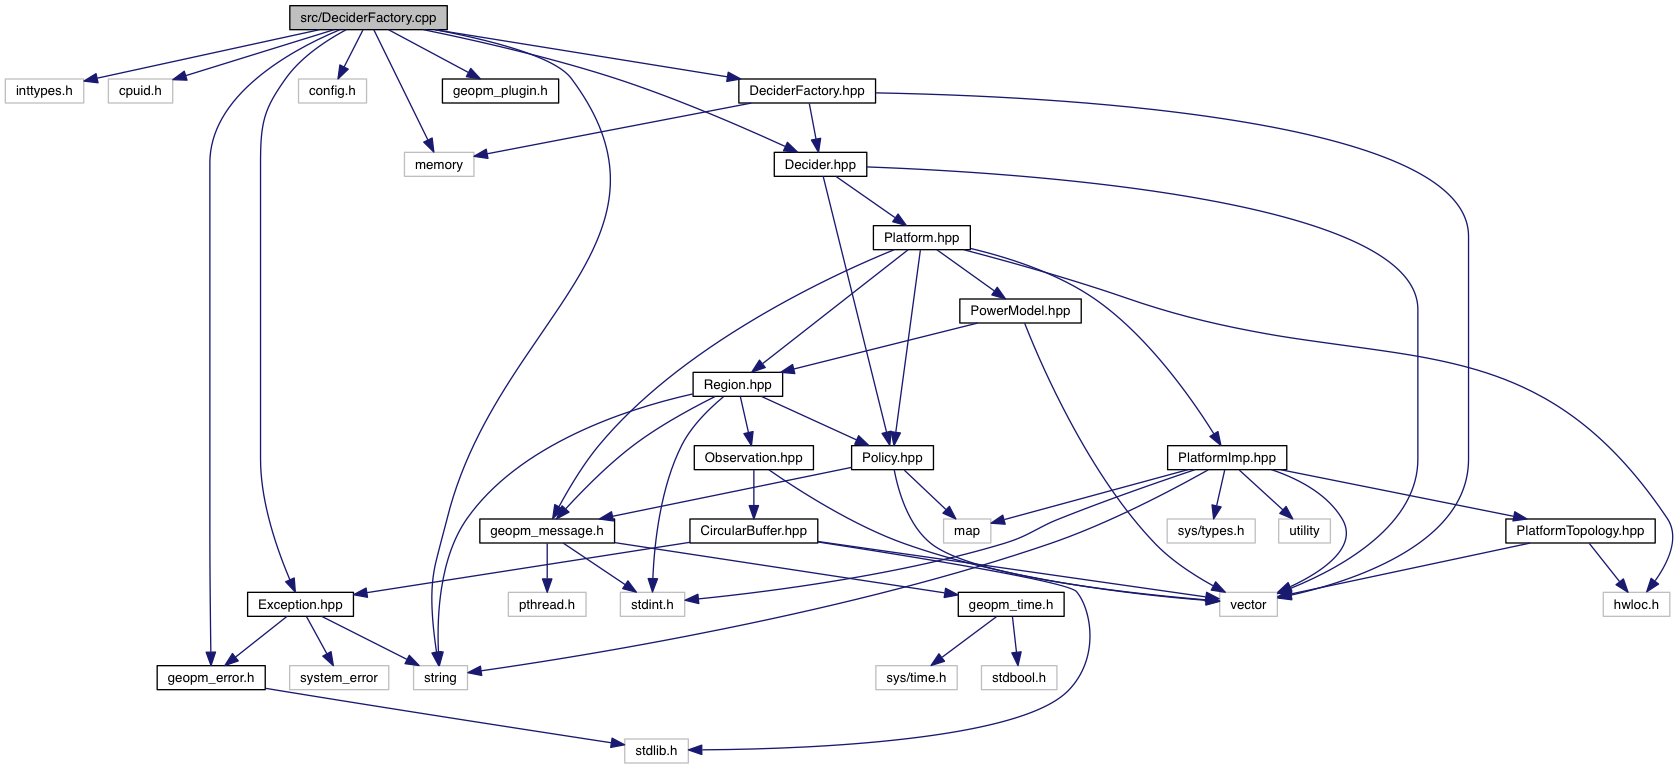 src/DeciderFactory.cpp
inttypes.h
cpuid.h
config.h
geopm_plugin.h
DeciderFactory.hpp
memory
Decider.hpp
Platform.hpp
PowerModel.hpp
Region.hpp
Observation.hpp
Policy.hpp
PlatformImp.hpp
geopm_message.h
CircularBuffer.hpp
map
sys/types.h
utility
PlatformTopology.hpp
Exception.hpp
pthread.h
stdint.h
geopm_time.h
vector
hwloc.h
geopm_error.h
system_error
string
sys/time.h
stdbool.h
stdlib.h